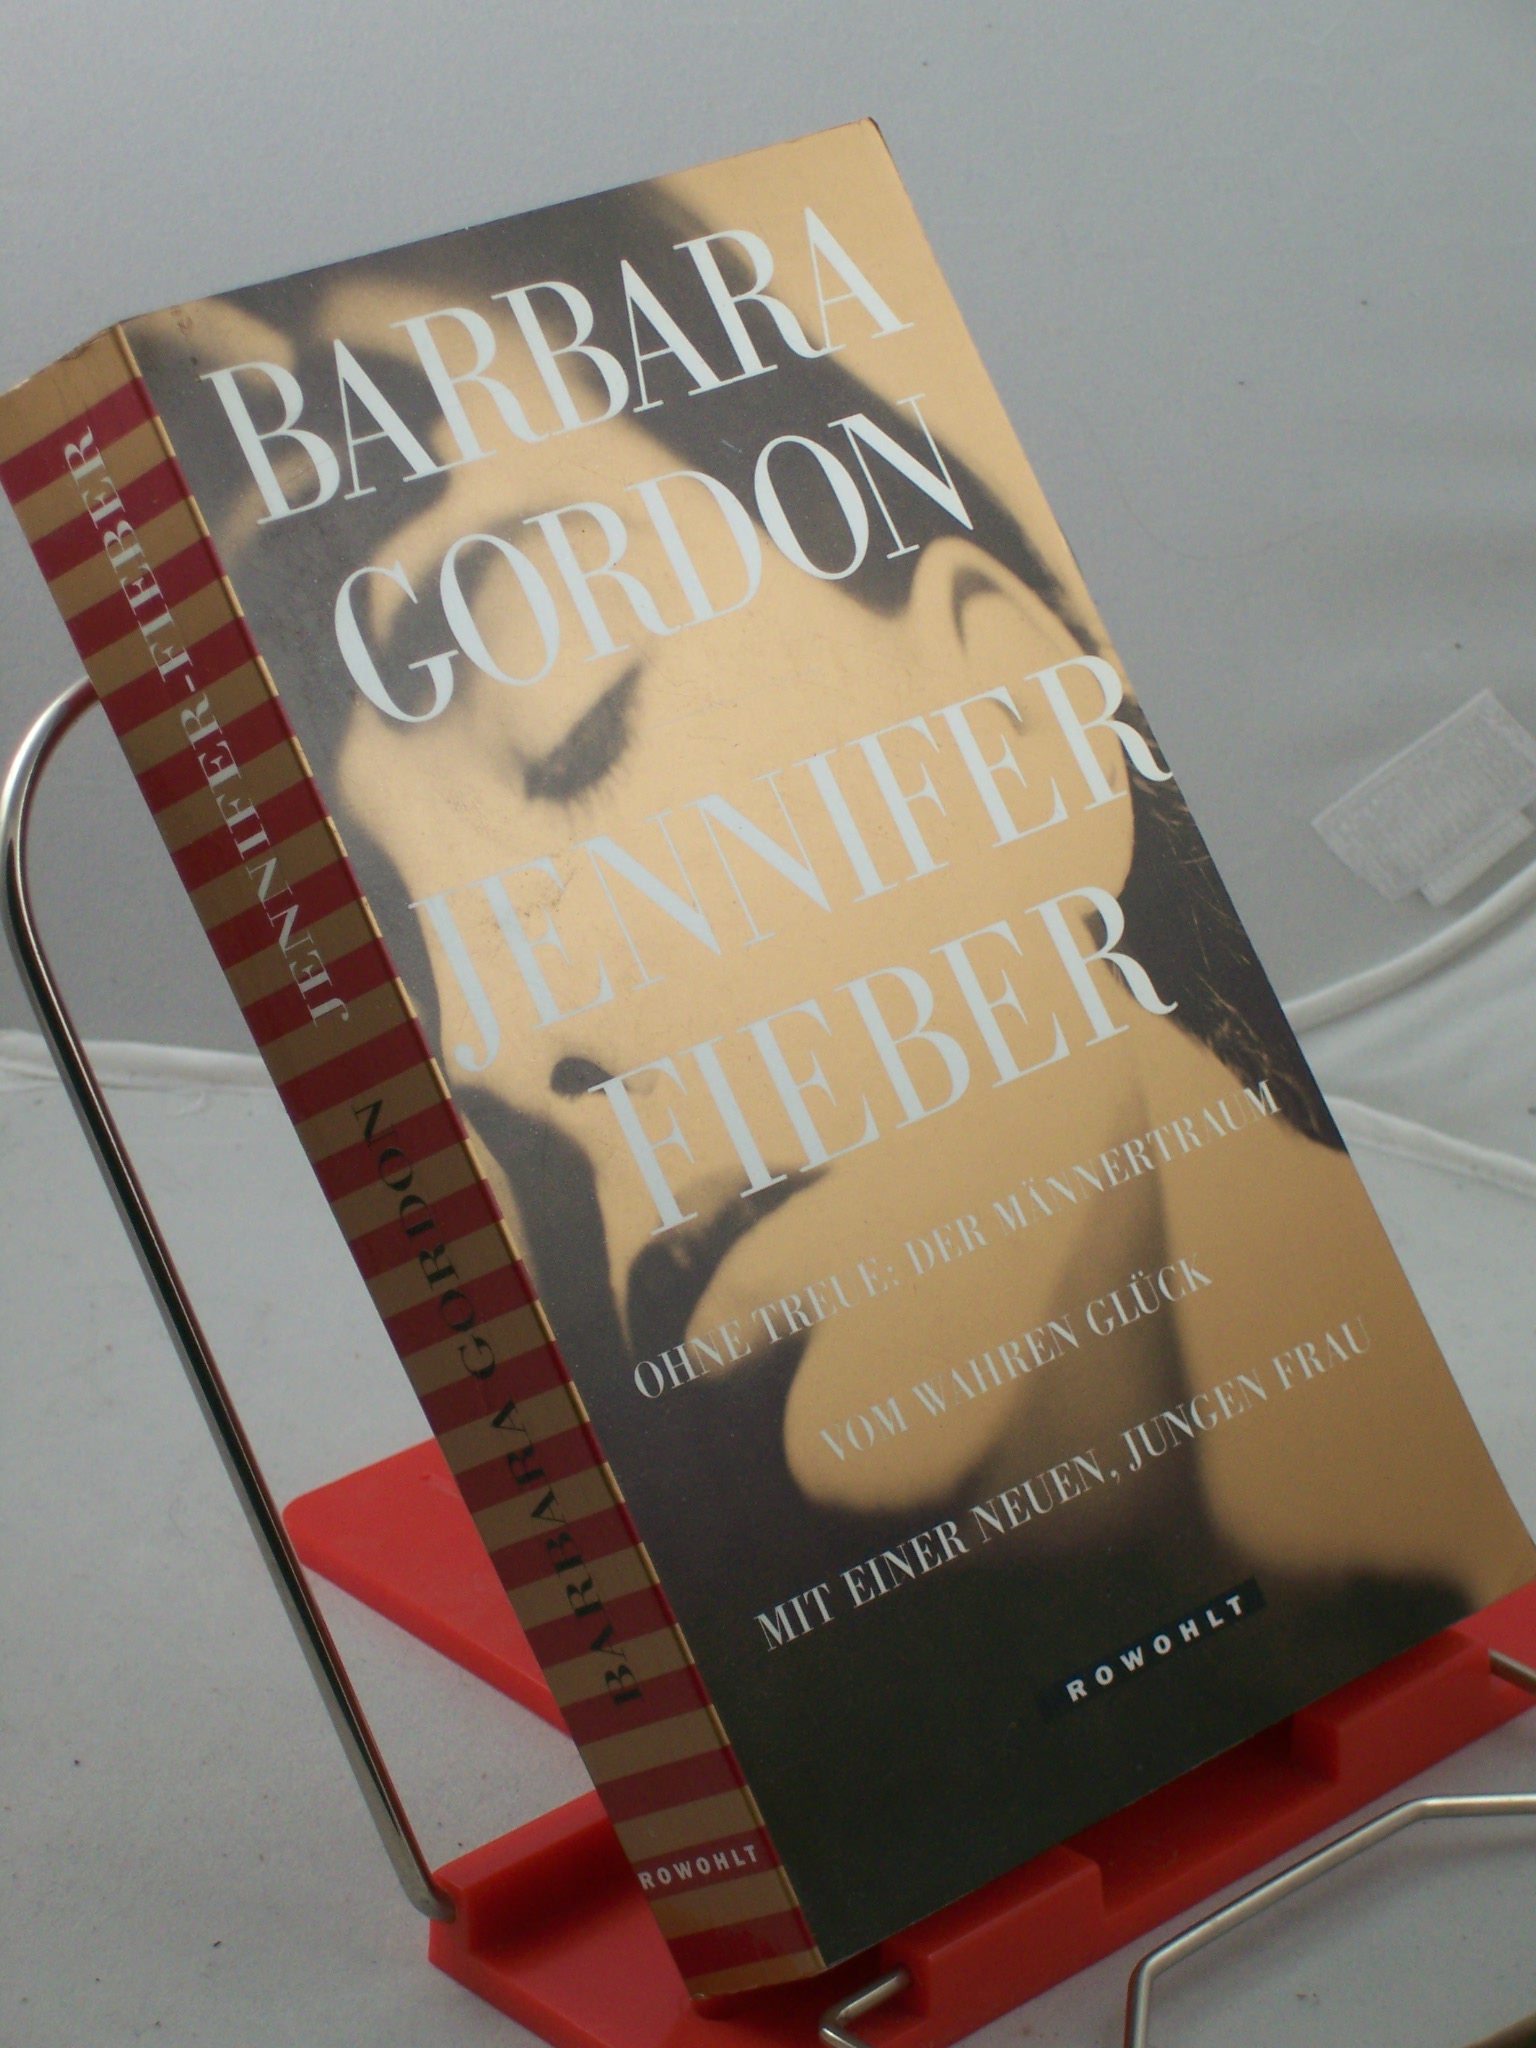 BARBARA
GORDON
JENNIFER
FIEBER
OHNE TREUE: DER MÄNNERTRAUM
VOM WAHREN GLÜCK
MIT EINER NEUEN, JUNGEN FRAU
ROWOHLT
BARBARA GORDON JENNIFER-FIEBER
ROWOHLT